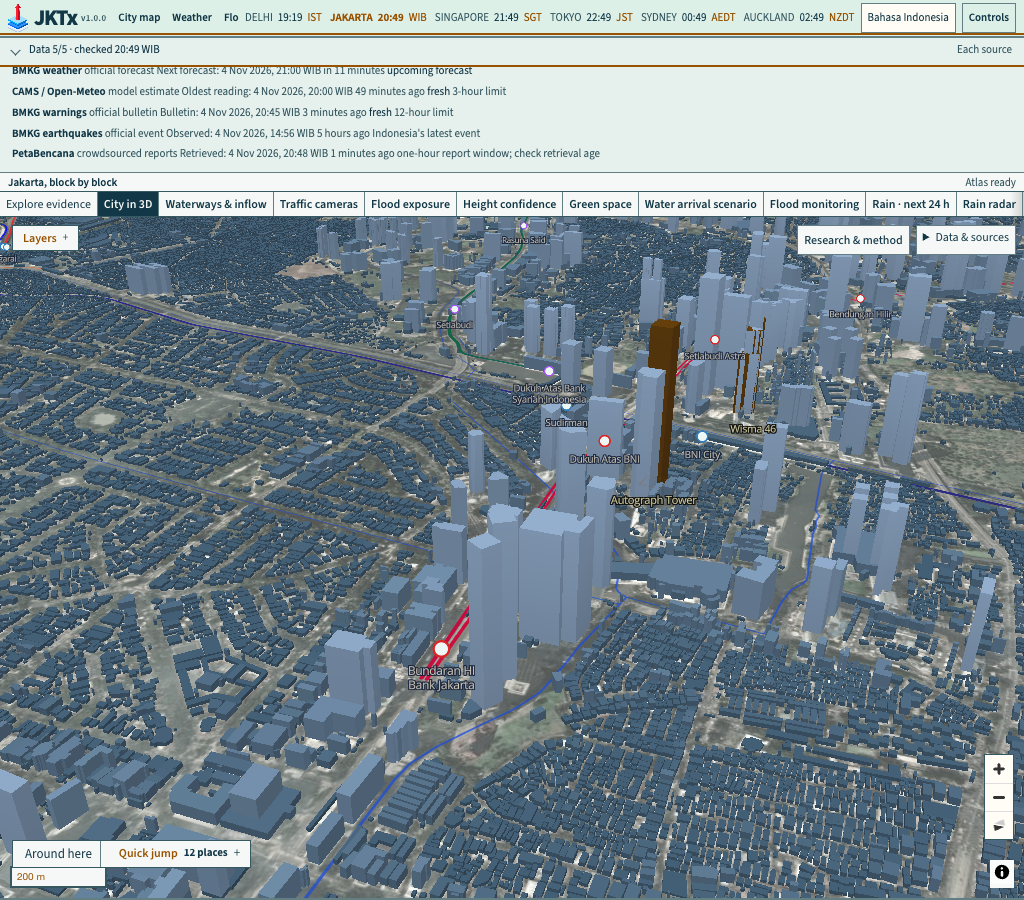 JKTx v1.0.0 City map Weather Flo DELHI 19:19 IST JAKARTA 20:49 WIB SINGAPORE 21:49 SGT TOKYO 22:49 JST SYDNEY 00:49 AEDT AUCKLAND 02:49 NZDT Bahasa Indonesia Controls
Data 5/5 · checked 20:49 WIB Each source
BMKG weather official forecast Next forecast: 4 Nov 2026, 21:00 WIB in 11 minutes upcoming forecast
CAMS / Open-Meteo model estimate Oldest reading: 4 Nov 2026, 20:00 WIB 49 minutes ago fresh 3-hour limit
BMKG warnings official bulletin Bulletin: 4 Nov 2026, 20:45 WIB 3 minutes ago fresh 12-hour limit
BMKG earthquakes official event Observed: 4 Nov 2026, 14:56 WIB 5 hours ago Indonesia's latest event
PetaBencana crowdsourced reports Retrieved: 4 Nov 2026, 20:48 WIB 1 minutes ago one-hour report window; check retrieval age
Jakarta, block by block Atlas ready
Explore evidence City in 3D Waterways & inflow Traffic cameras Flood exposure Height confidence Green space Water arrival scenario Flood monitoring Rain · next 24 h Rain radar
Layers +
Research & method
Data & sources
Rasuna Said
Setiabudi
Bendungan Hilir
Setiabudi Astra
Dukuh Atas Bank
Syariah Indonesia
Sudirman
Wisma 46
Dukuh Atas BNI
BNI City
Autograph Tower
Bundaran HI
Bank Jakarta
Around here
Quick jump 12 places +
200 m